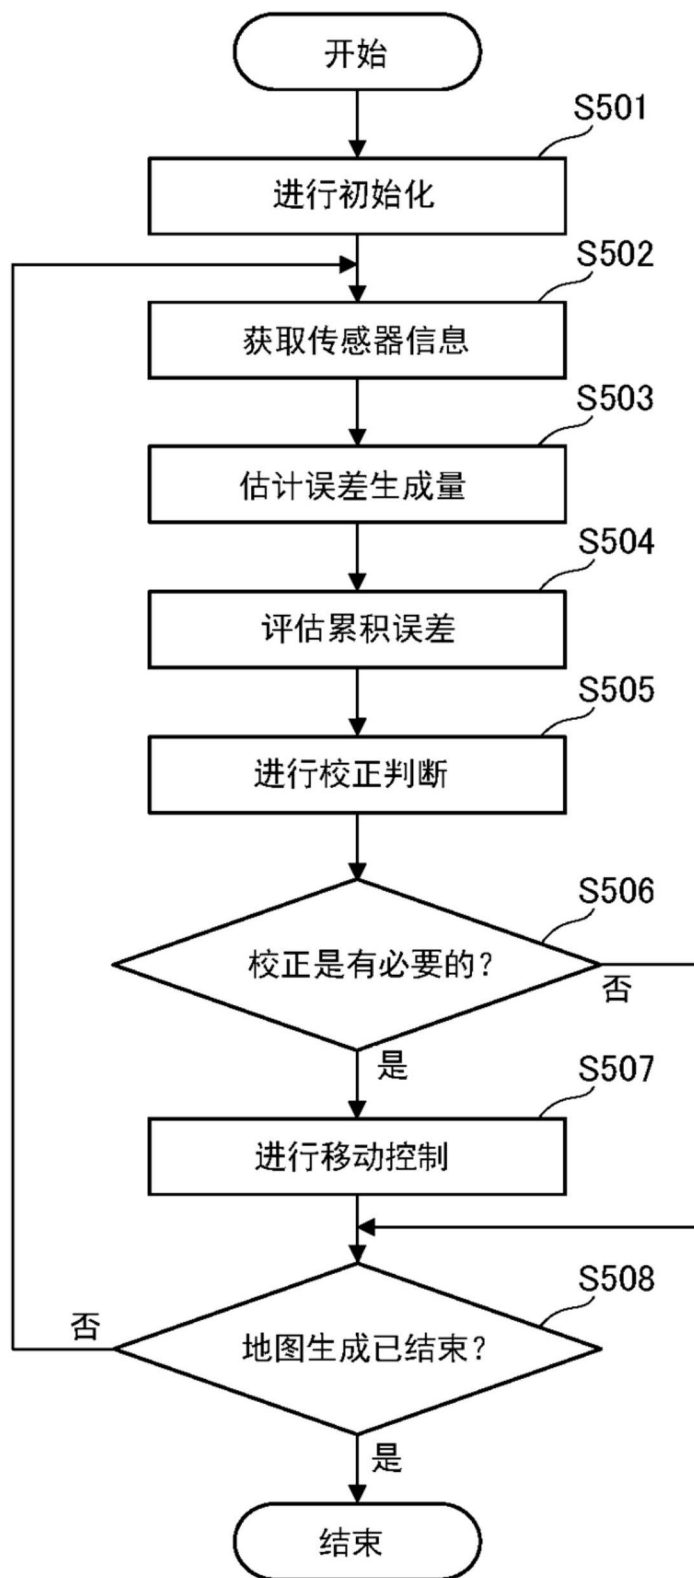 开始
S501
进行初始化
S502
获取传感器信息
S503
估计误差生成量
S504
评估累积误差
S505
进行校正判断
S506
校正是有必要的?
否
是
S507
进行移动控制
S508
地图生成已结束?
否
是
结束